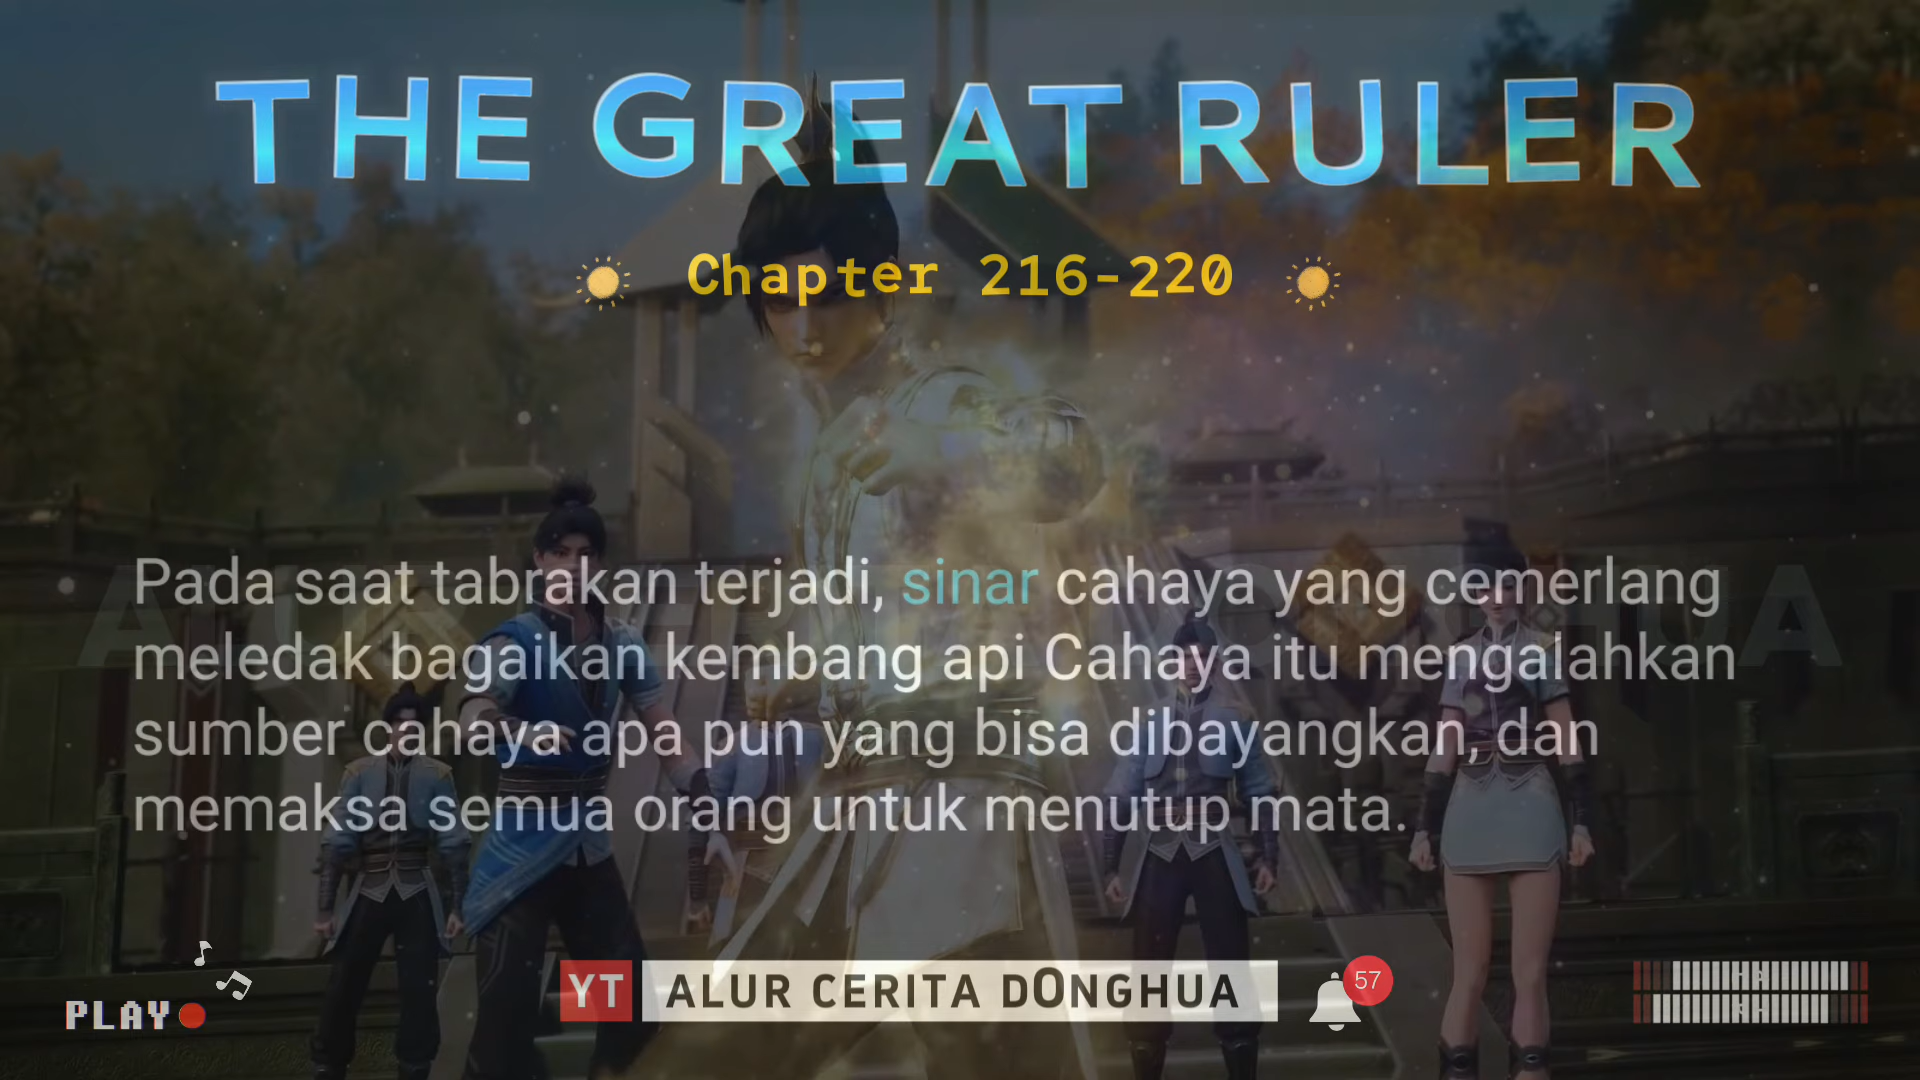 THE GREAT RULER
Chapter 216-220
Pada saat tabrakan terjadi, sinar cahaya yang cemerlang
meledak bagaikan kembang api Cahaya itu mengalahkan
sumber cahaya apa pun yang bisa dibayangkan, dan
memaksa semua orang untuk menutup mata.
PLAY
YT ALUR CERITA DONGHUA
57